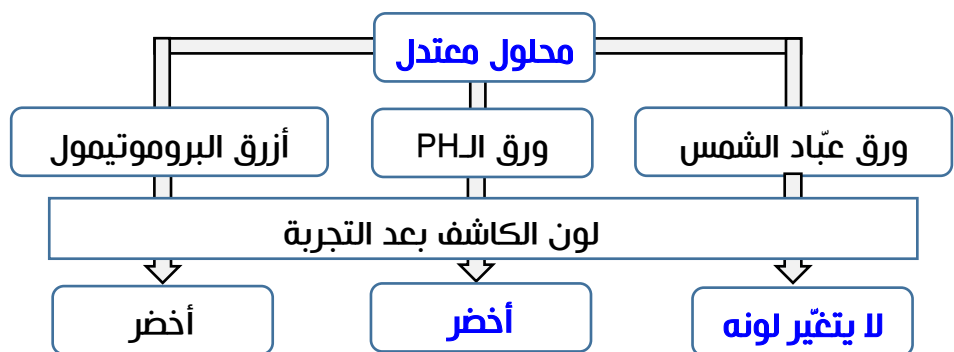 محلول معتدل
ورق عبّاد الشمس
ورق الـPH
أزرق البروموتيمول
لون الكاشف بعد التجربة
لا يتغيّر لونه
أخضر
أخضر